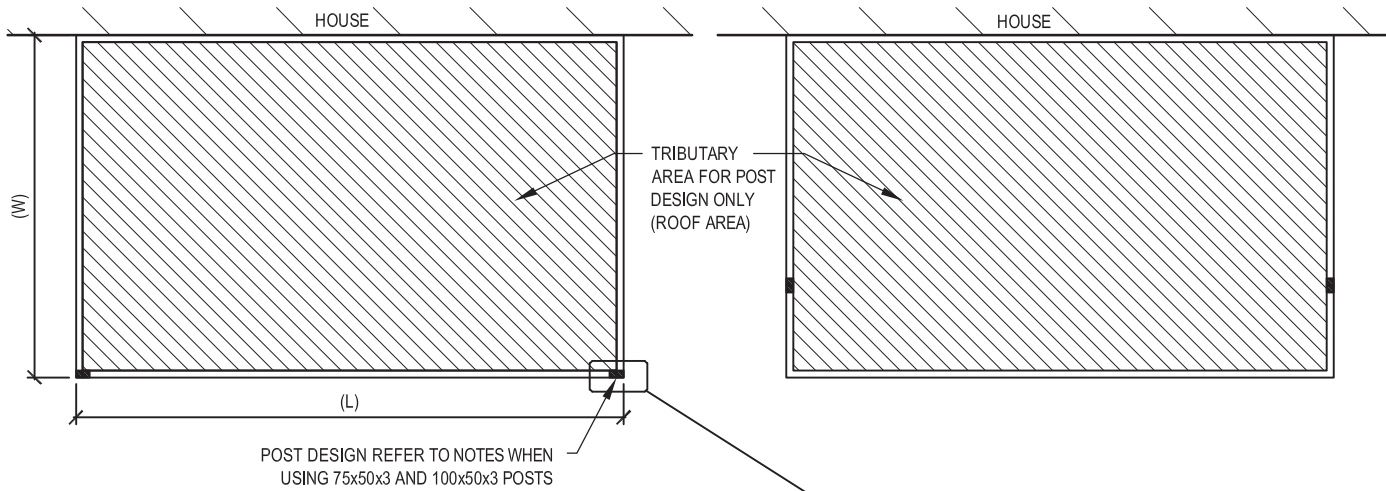 HOUSE
HOUSE
TRIBUTARY
AREA FOR POST
DESIGN ONLY
(ROOF AREA)
(W)
(L)
POST DESIGN REFER TO NOTES WHEN
USING 75x50x3 AND 100x50x3 POSTS